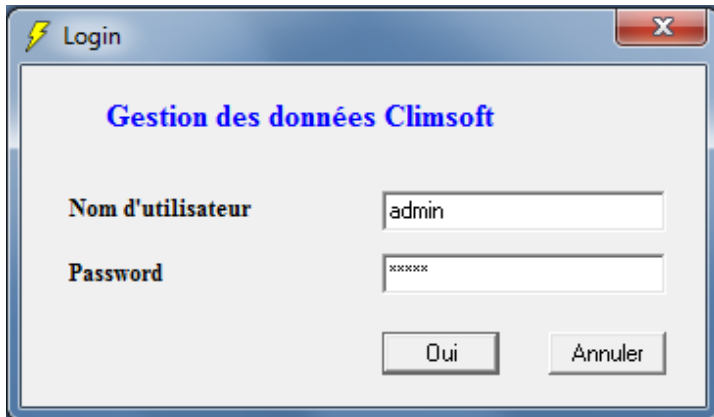 Login
Gestion des données Climsoft
Nom d'utilisateur admin
Password *****
Oui Annuler